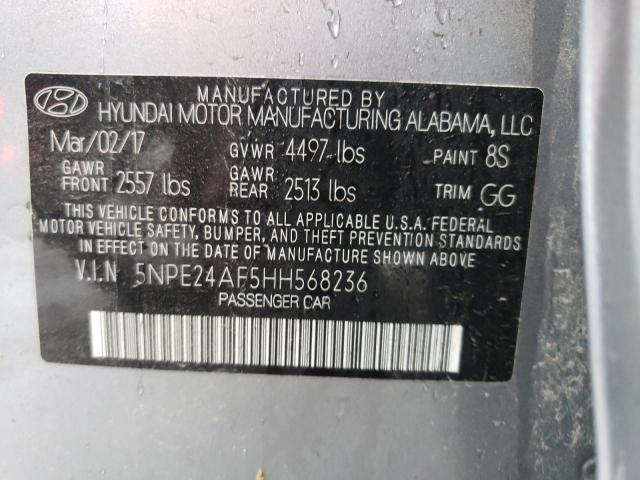 MANUFACTURED BY
HYUNDAI MOTOR MANUFACTURING ALABAMA, LLC
Mar/02/17 GVWR 4497 lbs PAINT 8S
GAWR FRONT 2557 lbs GAWR REAR 2513 lbs TRIM GG
THIS VEHICLE CONFORMS TO ALL APPLICABLE U.S.A. FEDERAL
MOTOR VEHICLE SAFETY, BUMPER, AND THEFT PREVENTION STANDARDS
IN EFFECT ON THE DATE OF MANUFACTURE SHOWN ABOVE.
V.I.N 5NPE24AF5HH568236
PASSENGER CAR